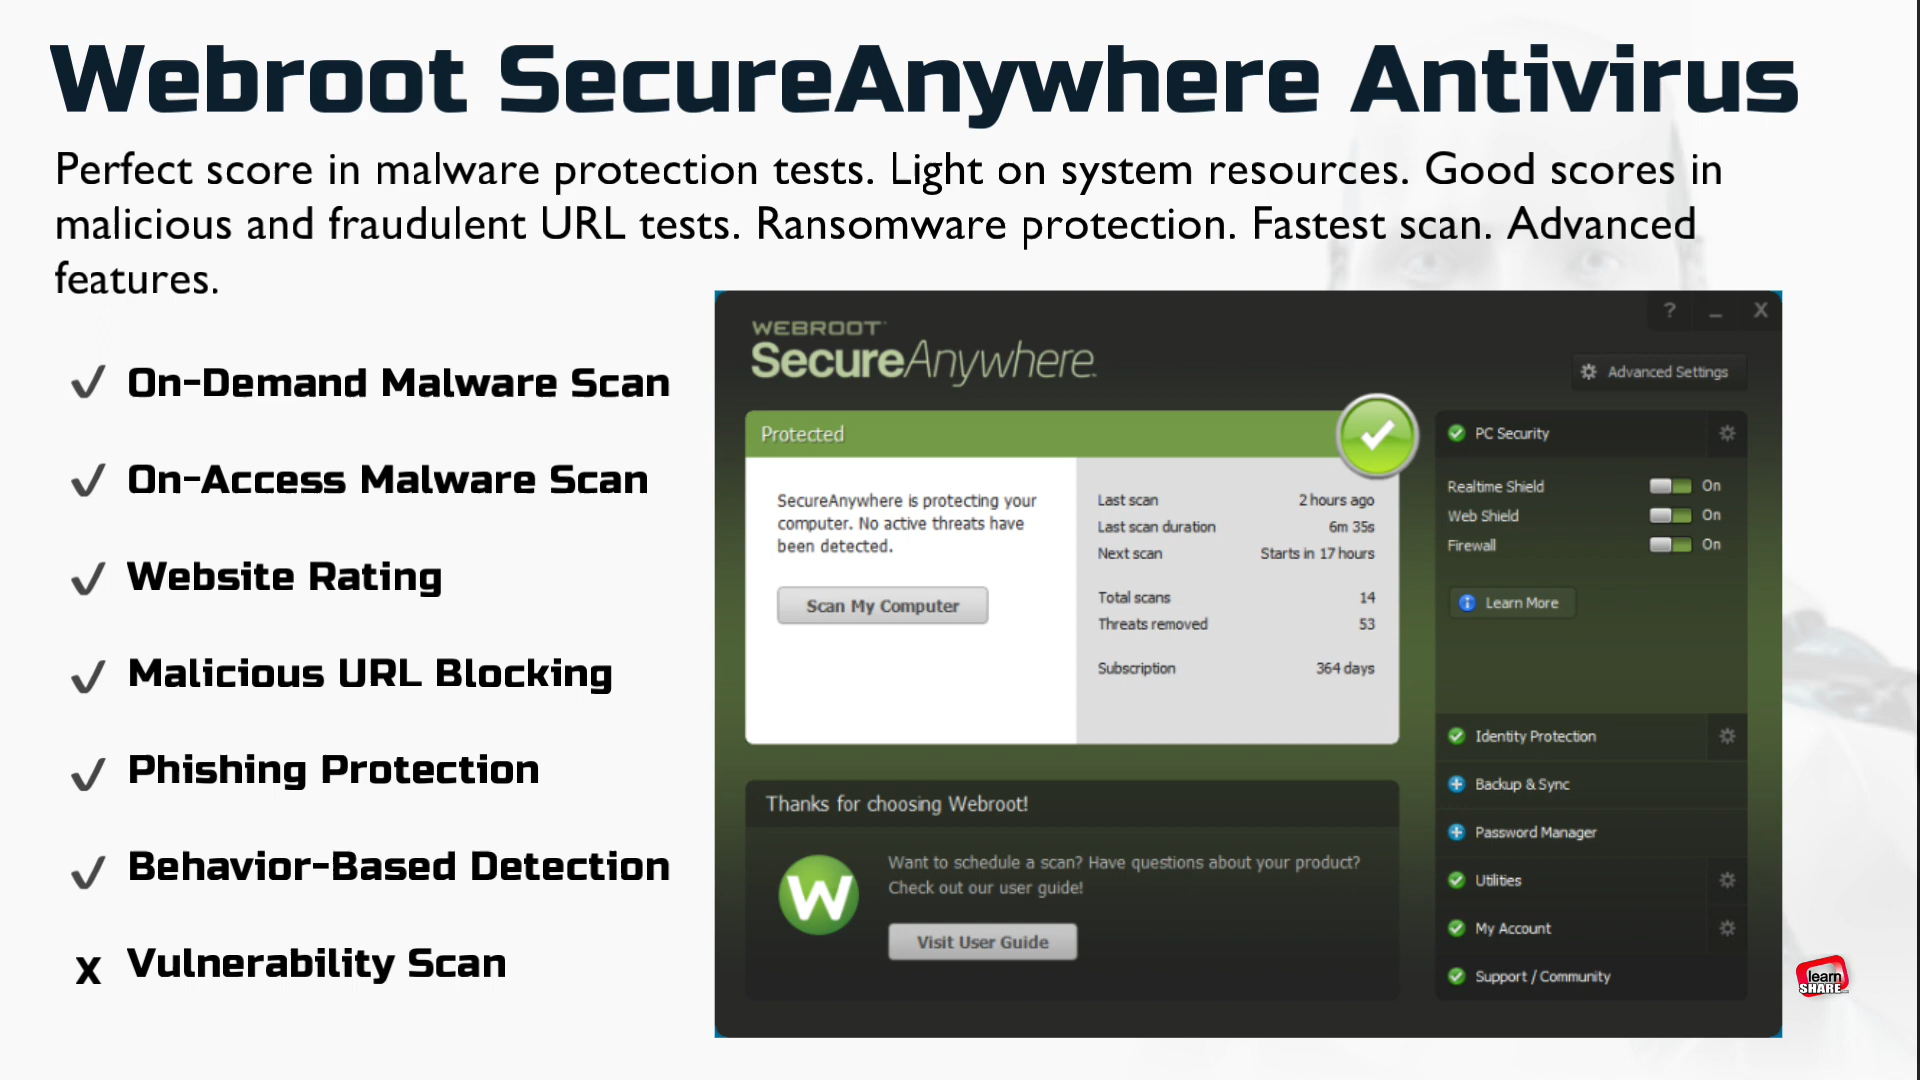 Webroot SecureAnywhere Antivirus
Perfect score in malware protection tests. Light on system resources. Good scores in
malicious and fraudulent URL tests. Ransomware protection. Fastest scan. Advanced
features.
✓ On-Demand Malware Scan
✓ On-Access Malware Scan
✓ Website Rating
✓ Malicious URL Blocking
✓ Phishing Protection
✓ Behavior-Based Detection
x Vulnerability Scan
? _ X
WEBROOT
SecureAnywhere
Advanced Settings
Protected
SecureAnywhere is protecting your
computer. No active threats have
been detected.
Scan My Computer
Last scan 2 hours ago
Last scan duration 6m 35s
Next scan Starts in 17 hours
Total scans 14
Threats removed 53
Subscription 364 days
PC Security
Realtime Shield On
Web Shield On
Firewall On
Learn More
Identity Protection
Backup & Sync
Password Manager
Utilities
My Account
Support / Community
Thanks for choosing Webroot!
W
Want to schedule a scan? Have questions about your product?
Check out our user guide!
Visit User Guide
learn
SHARE